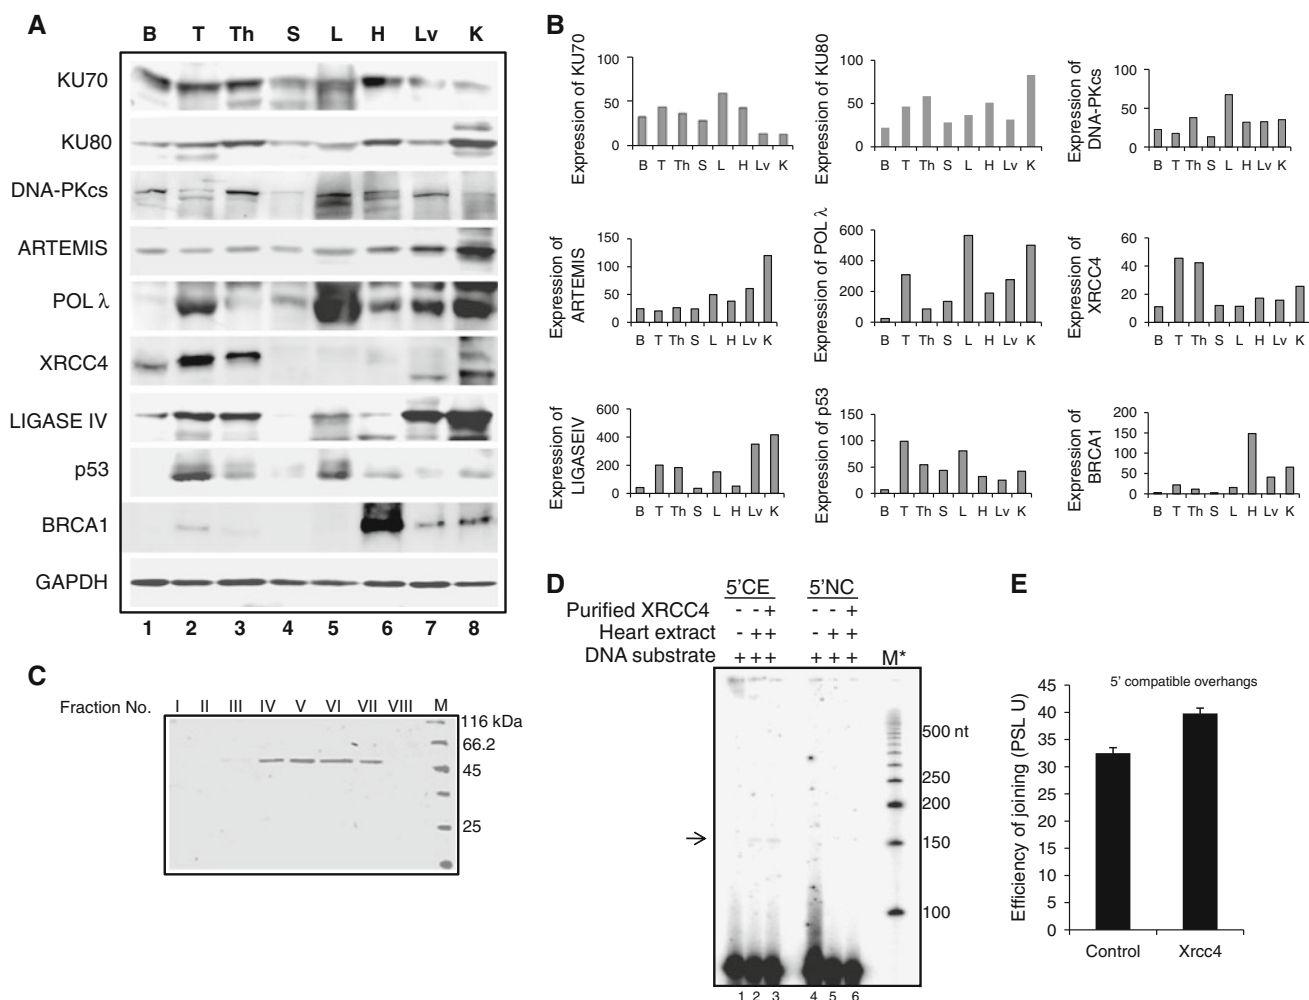 A
B T Th S L H Lv K
KU70
KU80
DNA-PKcs
ARTEMIS
POL λ
XRCC4
LIGASE IV
p53
BRCA1
GAPDH
1 2 3 4 5 6 7 8
B
Expression of KU70
100
50
0
B T Th S L H Lv K
Expression of KU80
100
50
0
B T Th S L H Lv K
Expression of
DNA-PKcs
100
50
0
B T Th S L H Lv K
Expression of
ARTEMIS
150
100
50
0
B T Th S L H Lv K
Expression of POL λ
600
400
200
0
B T Th S L H Lv K
Expression of
XRCC4
60
40
20
0
B T Th S L H Lv K
Expression of
LIGASEIV
600
400
200
0
B T Th S L H Lv K
Expression of p53
150
100
50
0
B T Th S L H Lv K
Expression of
BRCA1
200
150
100
50
0
B T Th S L H Lv K
C
Fraction No. I II III IV V VI VII VIII M
116 kDa
66.2
45
25
D
5'CE 5'NC
Purified XRCC4 - - + - - +
Heart extract - + + - + +
DNA substrate + + + + + + M*
500 nt
250
200
150
100
1 2 3 4 5 6
E
5' compatible overhangs
Efficiency of joining (PSL U)
45
40
35
30
25
20
15
10
5
0
Control Xrcc4